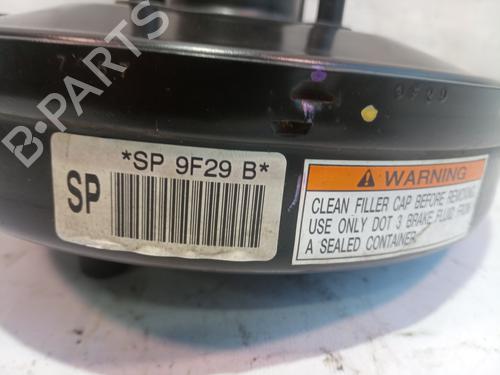 B-PARTS
9F29
*SP 9F29 B*
SP
WARNING
CLEAN FILLER CAP BEFORE REMOVING
USE ONLY DOT 3 BRAKE FLUID FROM
A SEALED CONTAINER